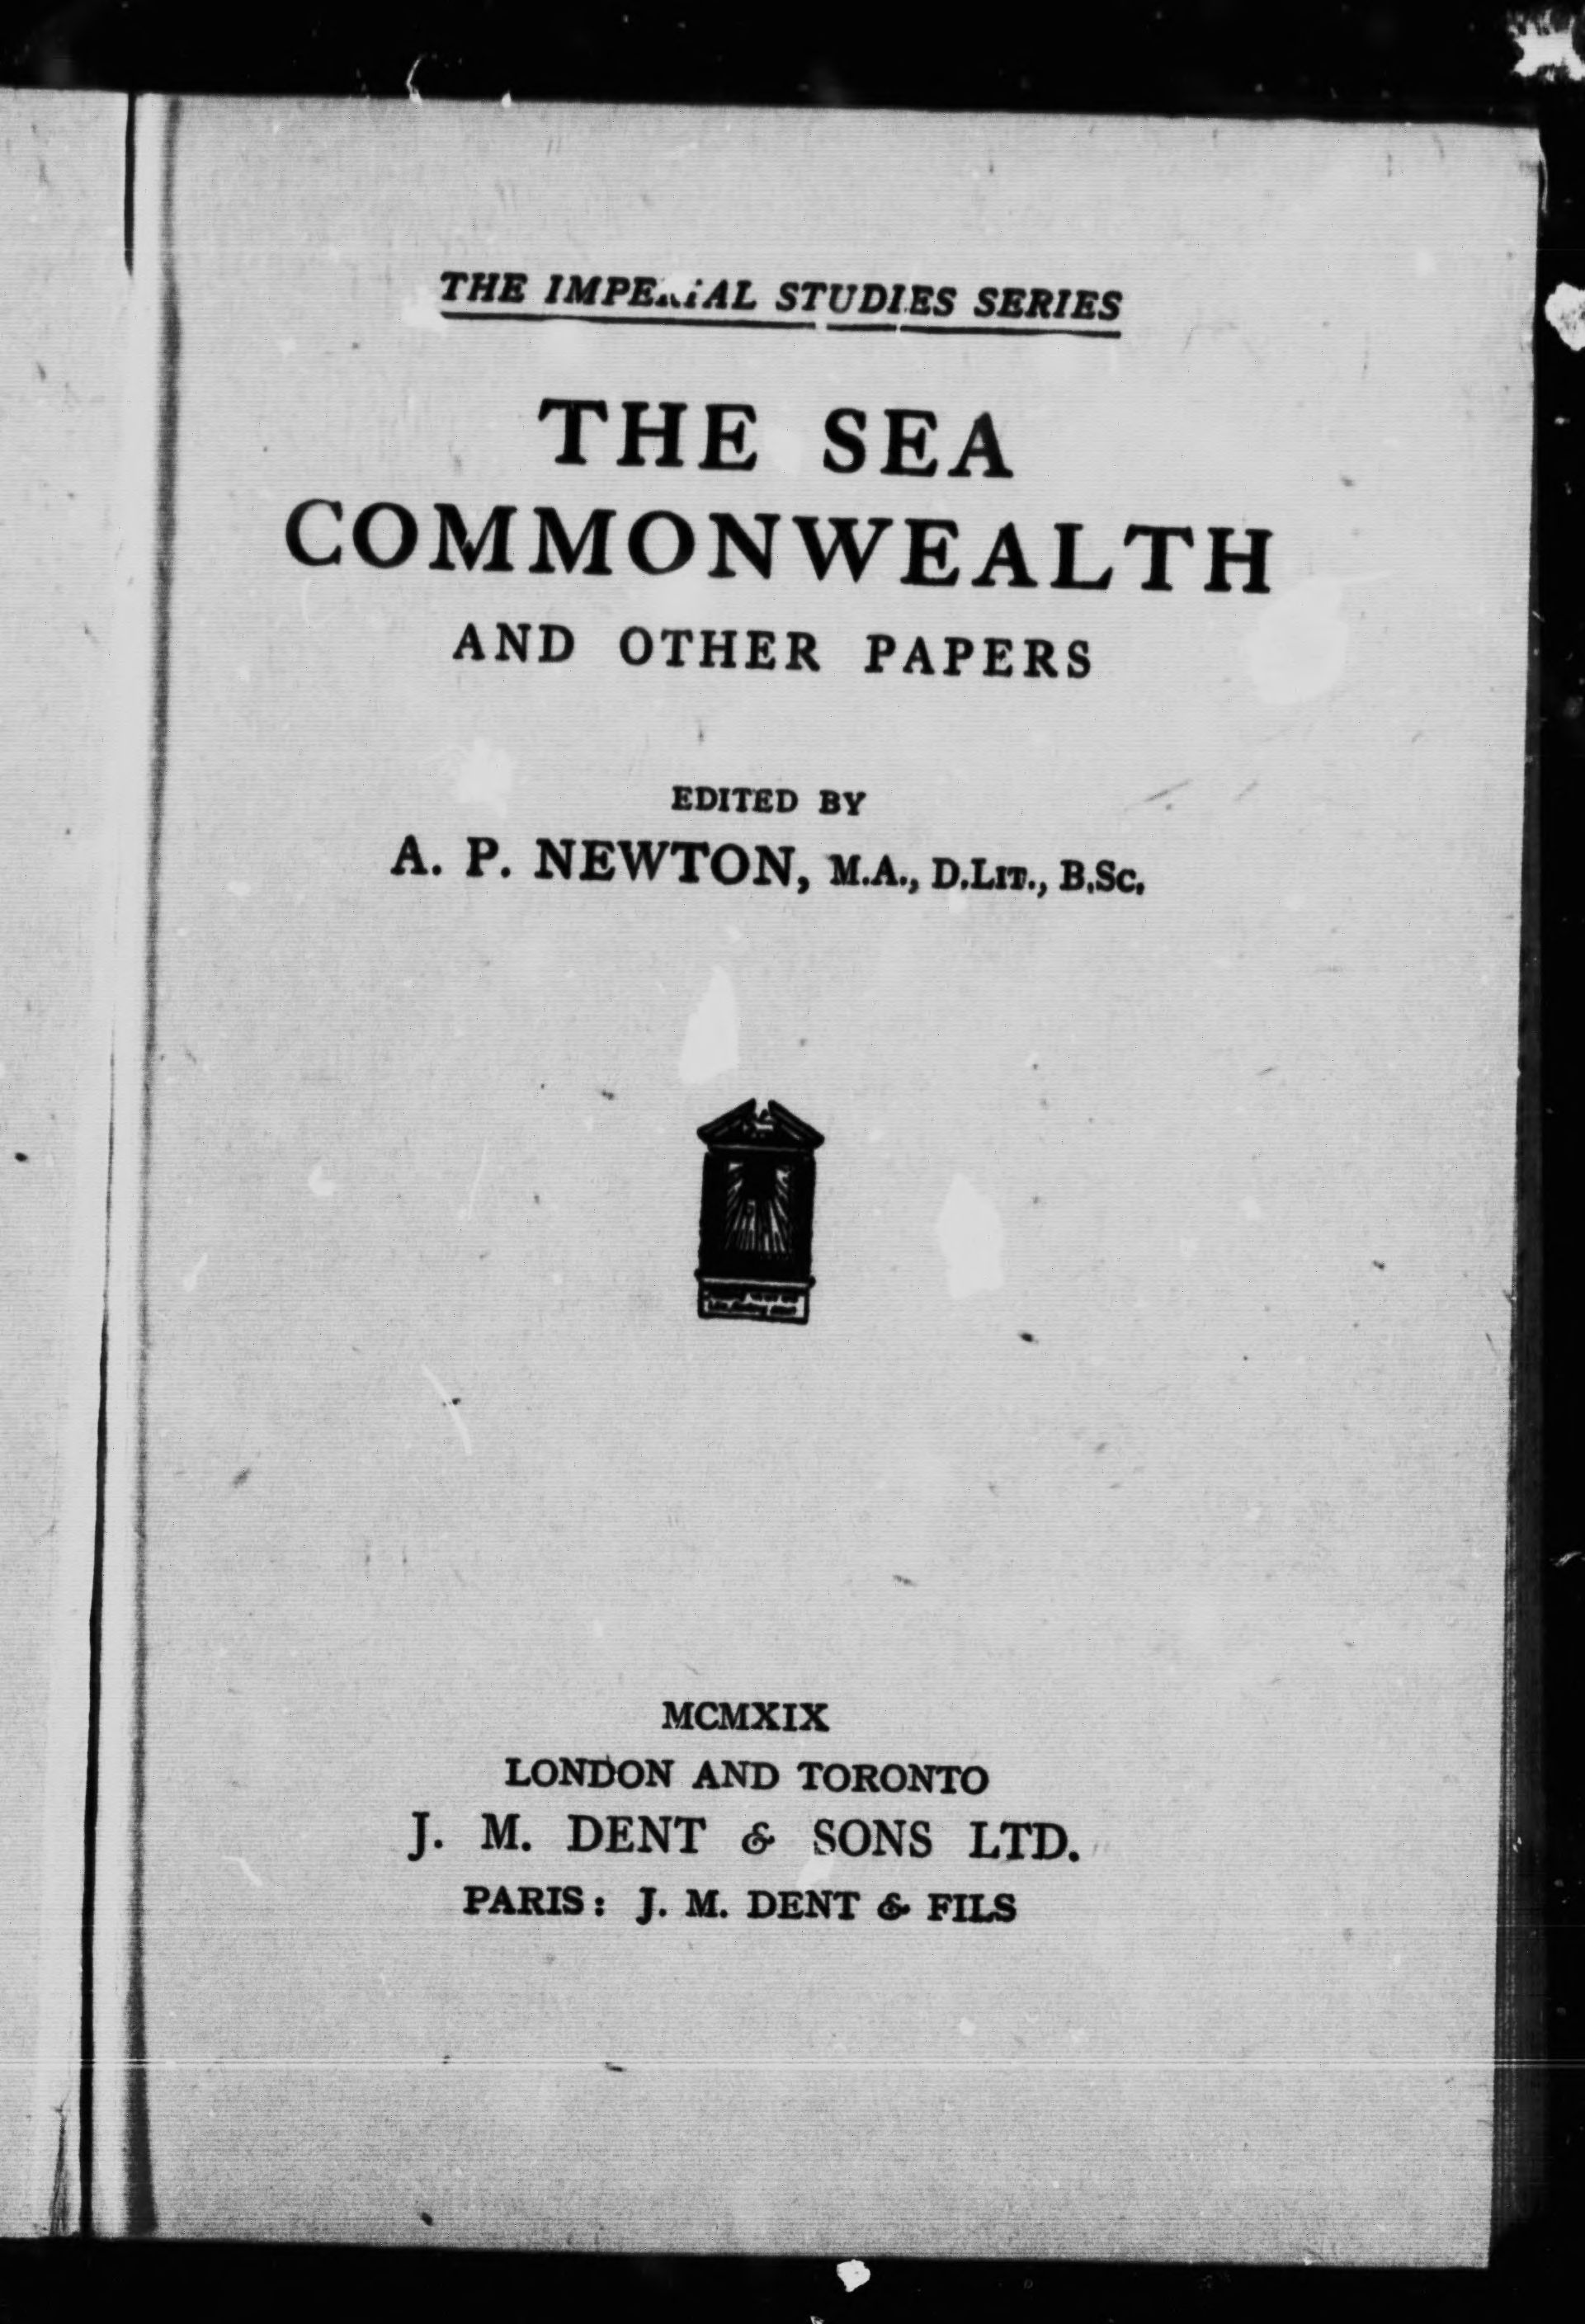 THE IMPERIAL STUDIES SERIES
THE SEA
COMMONWEALTH
AND OTHER PAPERS
EDITED BY
A. P. NEWTON, M.A., D.LIT., B.SC.
MCMXIX
LONDON AND TORONTO
J. M. DENT & SONS LTD.
PARIS: J. M. DENT & FILS